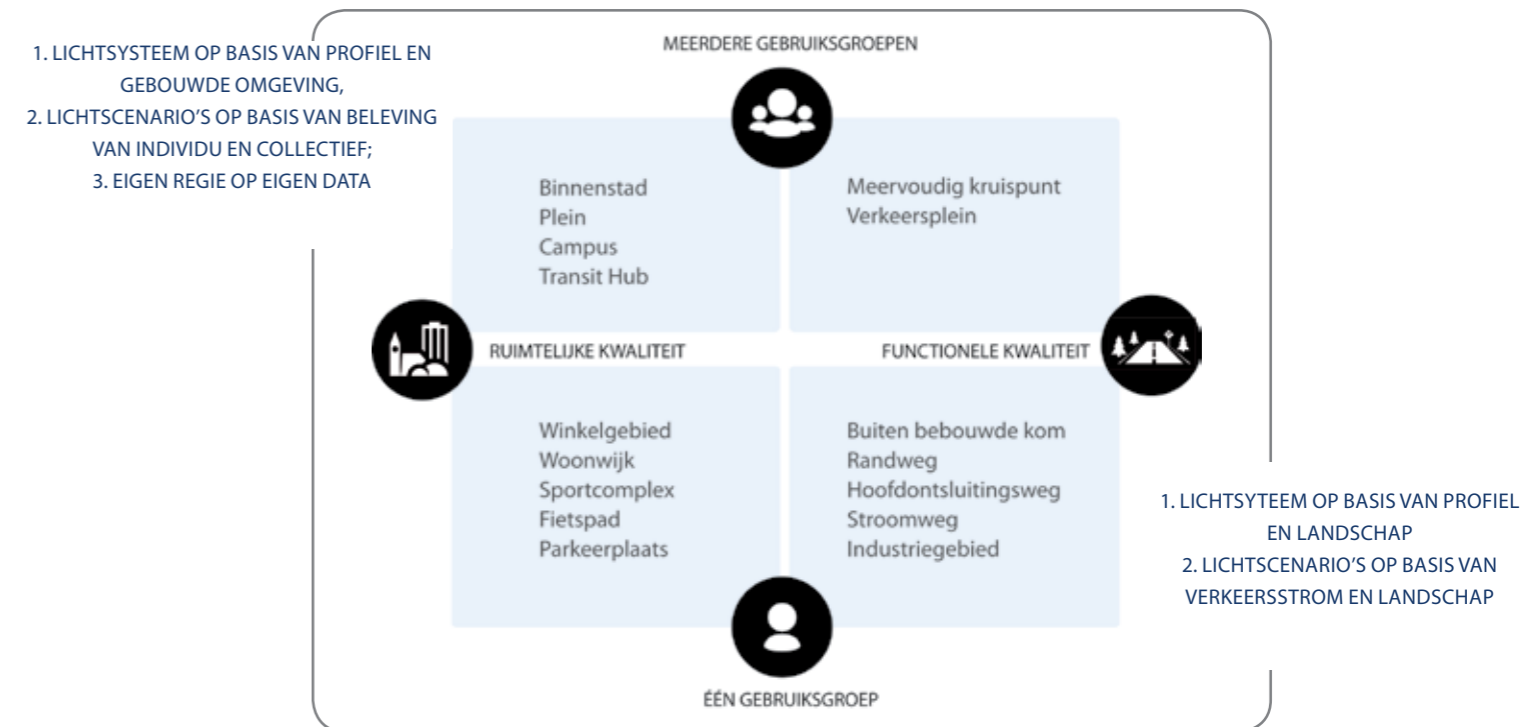 1. LICHTSYSTEEM OP BASIS VAN PROFIEL EN
GEBOUWDE OMGEVING,
2. LICHTSCENARIO'S OP BASIS VAN BELEVING
VAN INDIVIDU EN COLLECTIEF;
3. EIGEN REGIE OP EIGEN DATA
MEERDERE GEBRUIKSGROEPEN
Binnenstad
Plein
Campus
Transit Hub
Meervoudig kruispunt
Verkeersplein
RUIMTELIJKE KWALITEIT
FUNCTIONELE KWALITEIT
Winkelgebied
Woonwijk
Sportcomplex
Fietspad
Parkeerplaats
Buiten bebouwde kom
Randweg
Hoofdontsluitingsweg
Stroomweg
Industriegebied
1. LICHTSYTEEM OP BASIS VAN PROFIEL
EN LANDSCHAP
2. LICHTSCENARIO'S OP BASIS VAN
VERKEERSSTROM EN LANDSCHAP
ÉÉN GEBRUIKSGROEP